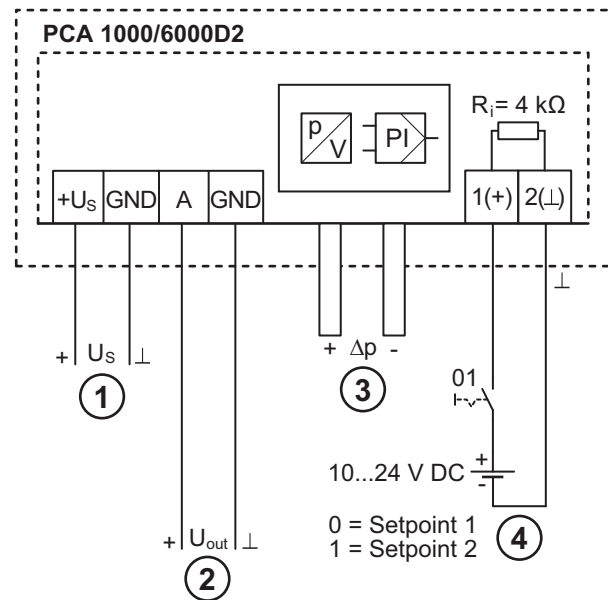 PCA 1000/6000D2
Ri= 4 kΩ
p
V
PI
+Us GND A GND
1(+) 2(⊥)
⊥
+ Us ⊥
1
+ Δp -
3
01
+
10...24 V DC
-
0 = Setpoint 1
1 = Setpoint 2
4
+ Uout ⊥
2